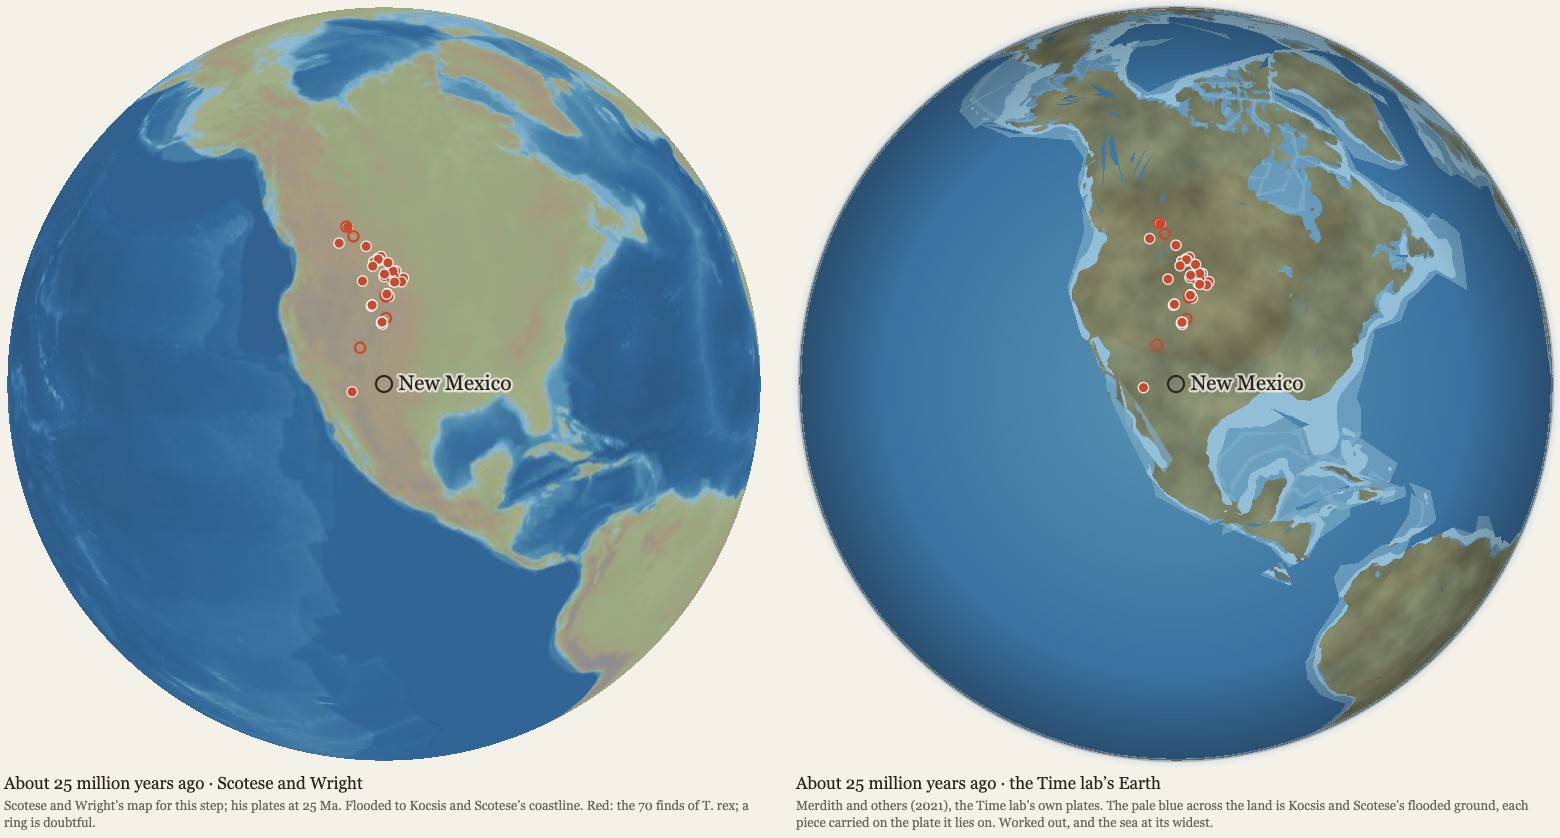 New Mexico
New Mexico
About 25 million years ago · Scotese and Wright
Scotese and Wright's map for this step; his plates at 25 Ma. Flooded to Kocsis and Scotese's coastline. Red: the 70 finds of T. rex; a
ring is doubtful.
About 25 million years ago · the Time lab's Earth
Meredith and others (2021), the Time lab's own plates. The pale blue across the land is Kocsis and Scotese's flooded ground, each
piece carried on the plate it lies on. Worked out, and the sea at its widest.